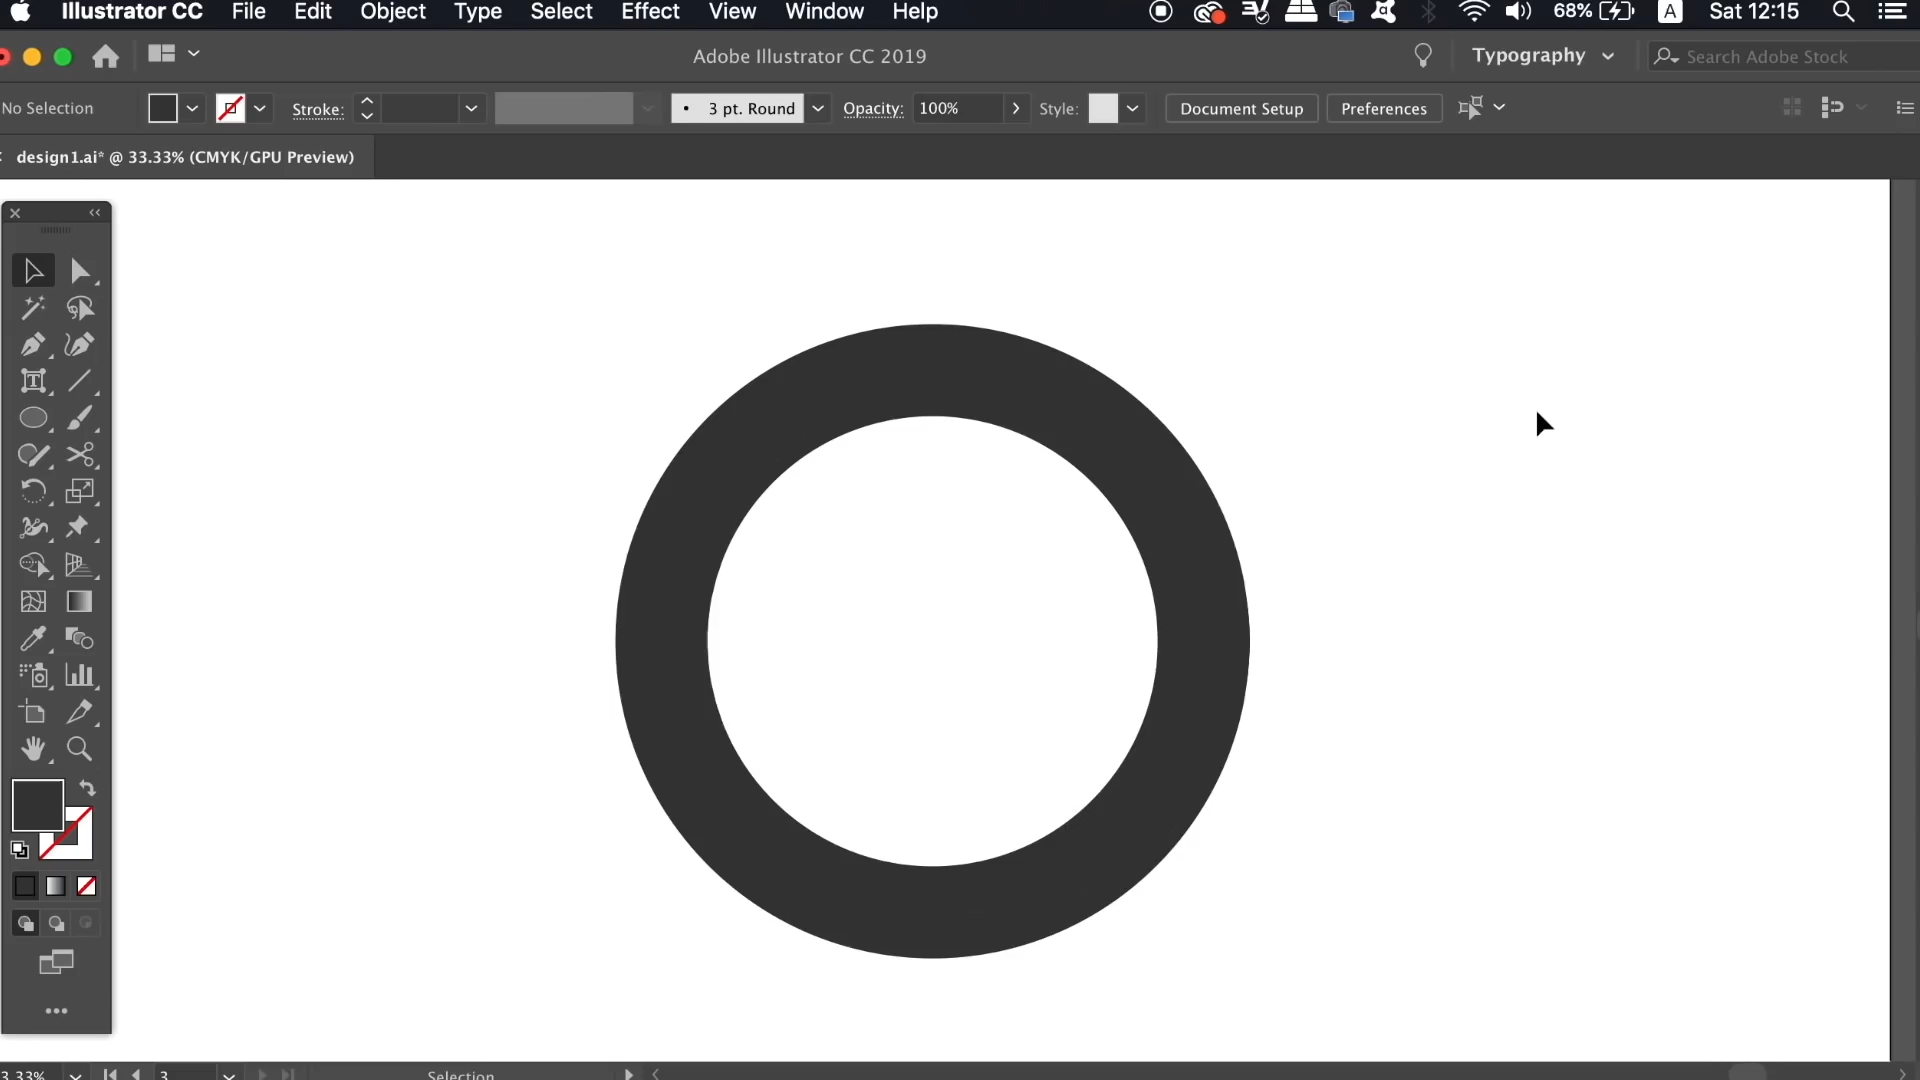 Illustrator CC File Edit Object Type Select Effect View Window Help 68% A Sat 12:15
Adobe Illustrator CC 2019 Typography Search Adobe Stock
No Selection Stroke: 3 pt. Round Opacity: 100% Style: Document Setup Preferences
design1.ai* @ 33.33% (CMYK/GPU Preview)
3.33% 3 Selection